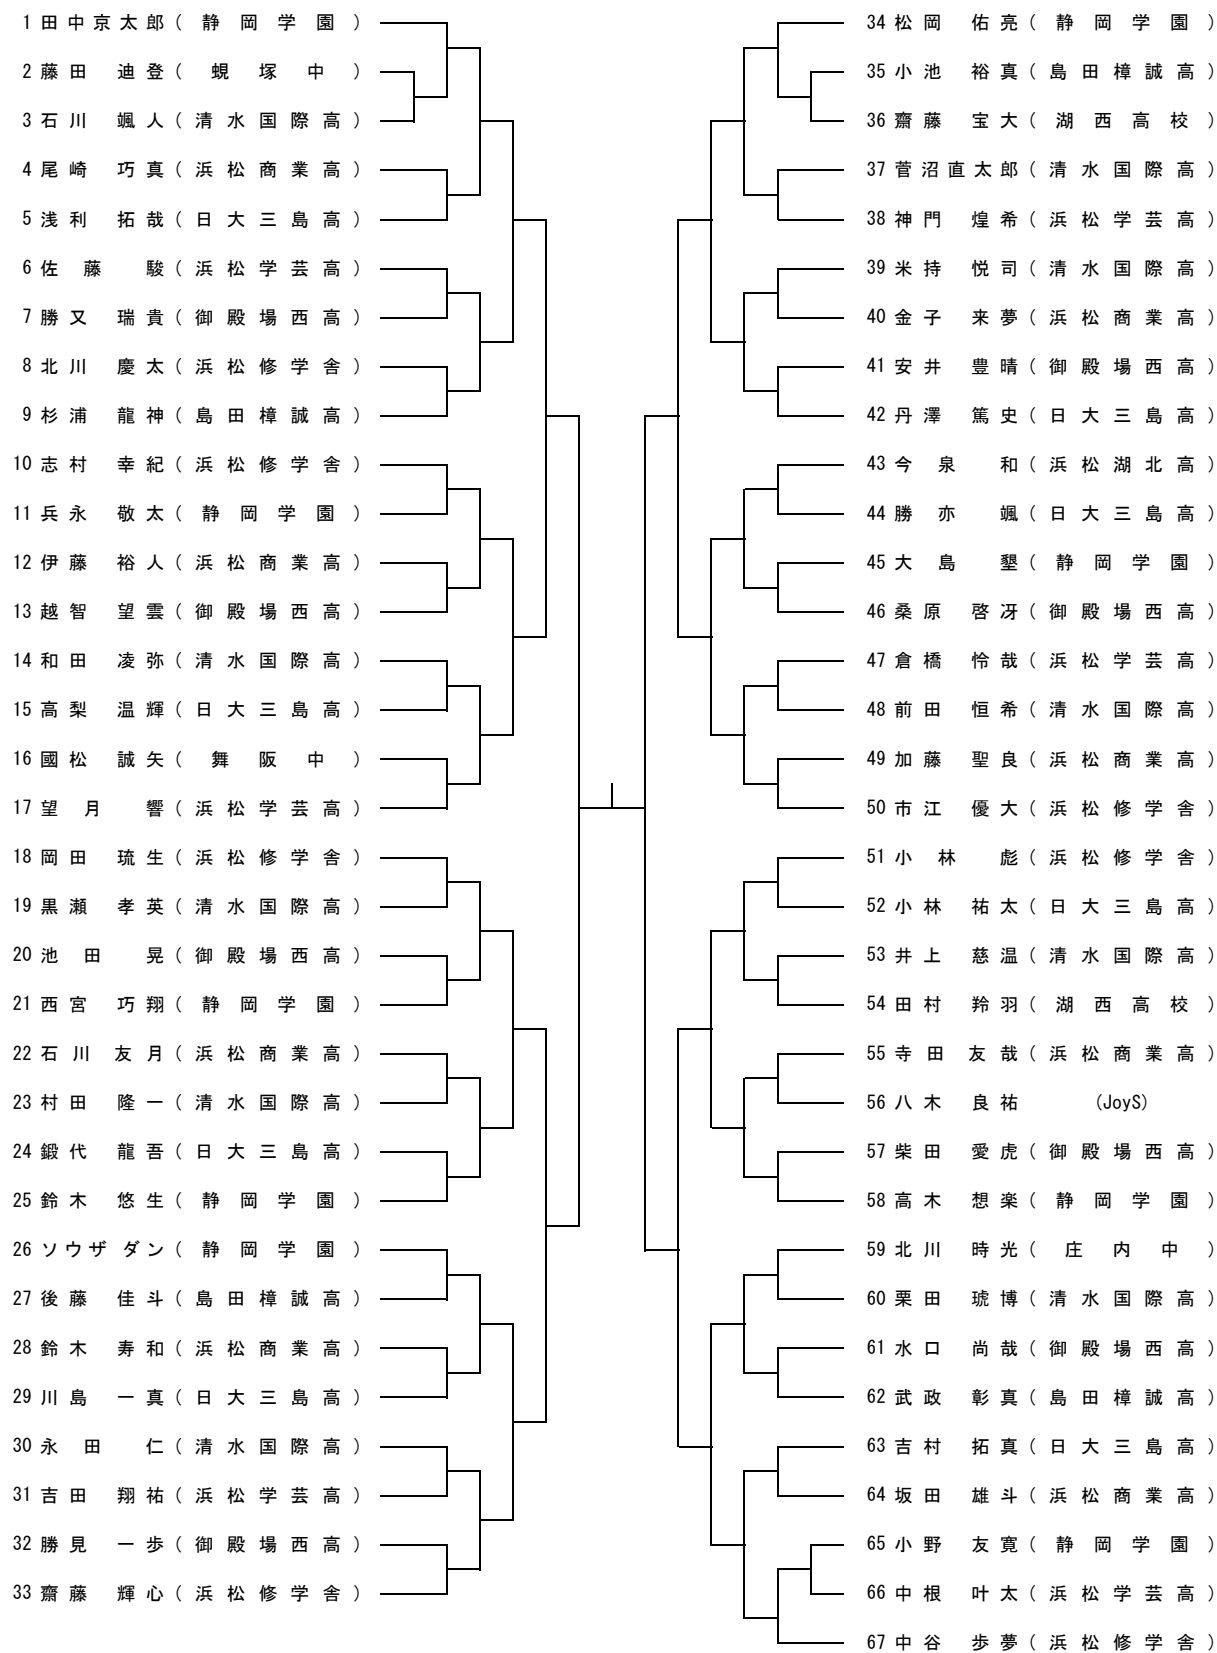 1 田中京太郎 ( 静岡学園 )
2 藤田 迪登 ( 蜆塚中 )
3 石川 颯人 ( 清水国際高 )
4 尾崎 巧真 ( 浜松商業高 )
5 浅利 拓哉 ( 日大三島高 )
6 佐藤 駿 ( 浜松学芸高 )
7 勝又 瑞貴 ( 御殿場西高 )
8 北川 慶太 ( 浜松修学舎 )
9 杉浦 龍神 ( 島田樟誠高 )
10 志村 幸紀 ( 浜松修学舎 )
11 兵永 敬太 ( 静岡学園 )
12 伊藤 裕人 ( 浜松商業高 )
13 越智 望雲 ( 御殿場西高 )
14 和田 凌弥 ( 清水国際高 )
15 高梨 温輝 ( 日大三島高 )
16 國松 誠矢 ( 舞阪中 )
17 望月 響 ( 浜松学芸高 )
18 岡田 琉生 ( 浜松修学舎 )
19 黒瀬 孝英 ( 清水国際高 )
20 池田 晃 ( 御殿場西高 )
21 西宮 巧翔 ( 静岡学園 )
22 石川 友月 ( 浜松商業高 )
23 村田 隆一 ( 清水国際高 )
24 鍛代 龍吾 ( 日大三島高 )
25 鈴木 悠生 ( 静岡学園 )
26 ソウザ ダン ( 静岡学園 )
27 後藤 佳斗 ( 島田樟誠高 )
28 鈴木 寿和 ( 浜松商業高 )
29 川島 一真 ( 日大三島高 )
30 永田 仁 ( 清水国際高 )
31 吉田 翔祐 ( 浜松学芸高 )
32 勝見 一歩 ( 御殿場西高 )
33 齋藤 輝心 ( 浜松修学舎 )
34 松岡 佑亮 ( 静岡学園 )
35 小池 裕真 ( 島田樟誠高 )
36 齋藤 宝大 ( 湖西高校 )
37 菅沼直太郎 ( 清水国際高 )
38 神門 煌希 ( 浜松学芸高 )
39 米持 悦司 ( 清水国際高 )
40 金子 来夢 ( 浜松商業高 )
41 安井 豊晴 ( 御殿場西高 )
42 丹澤 篤史 ( 日大三島高 )
43 今泉 和 ( 浜松湖北高 )
44 勝亦 颯 ( 日大三島高 )
45 大島 墾 ( 静岡学園 )
46 桑原 啓冴 ( 御殿場西高 )
47 倉橋 怜哉 ( 浜松学芸高 )
48 前田 恒希 ( 清水国際高 )
49 加藤 聖良 ( 浜松商業高 )
50 市江 優大 ( 浜松修学舎 )
51 小林 彪 ( 浜松修学舎 )
52 小林 祐太 ( 日大三島高 )
53 井上 慈温 ( 清水国際高 )
54 田村 羚羽 ( 湖西高校 )
55 寺田 友哉 ( 浜松商業高 )
56 八木 良祐 (JoyS)
57 柴田 愛虎 ( 御殿場西高 )
58 高木 想楽 ( 静岡学園 )
59 北川 時光 ( 庄内中 )
60 栗田 琥博 ( 清水国際高 )
61 水口 尚哉 ( 御殿場西高 )
62 武政 彰真 ( 島田樟誠高 )
63 吉村 拓真 ( 日大三島高 )
64 坂田 雄斗 ( 浜松商業高 )
65 小野 友寛 ( 静岡学園 )
66 中根 叶太 ( 浜松学芸高 )
67 中谷 歩夢 ( 浜松修学舎 )